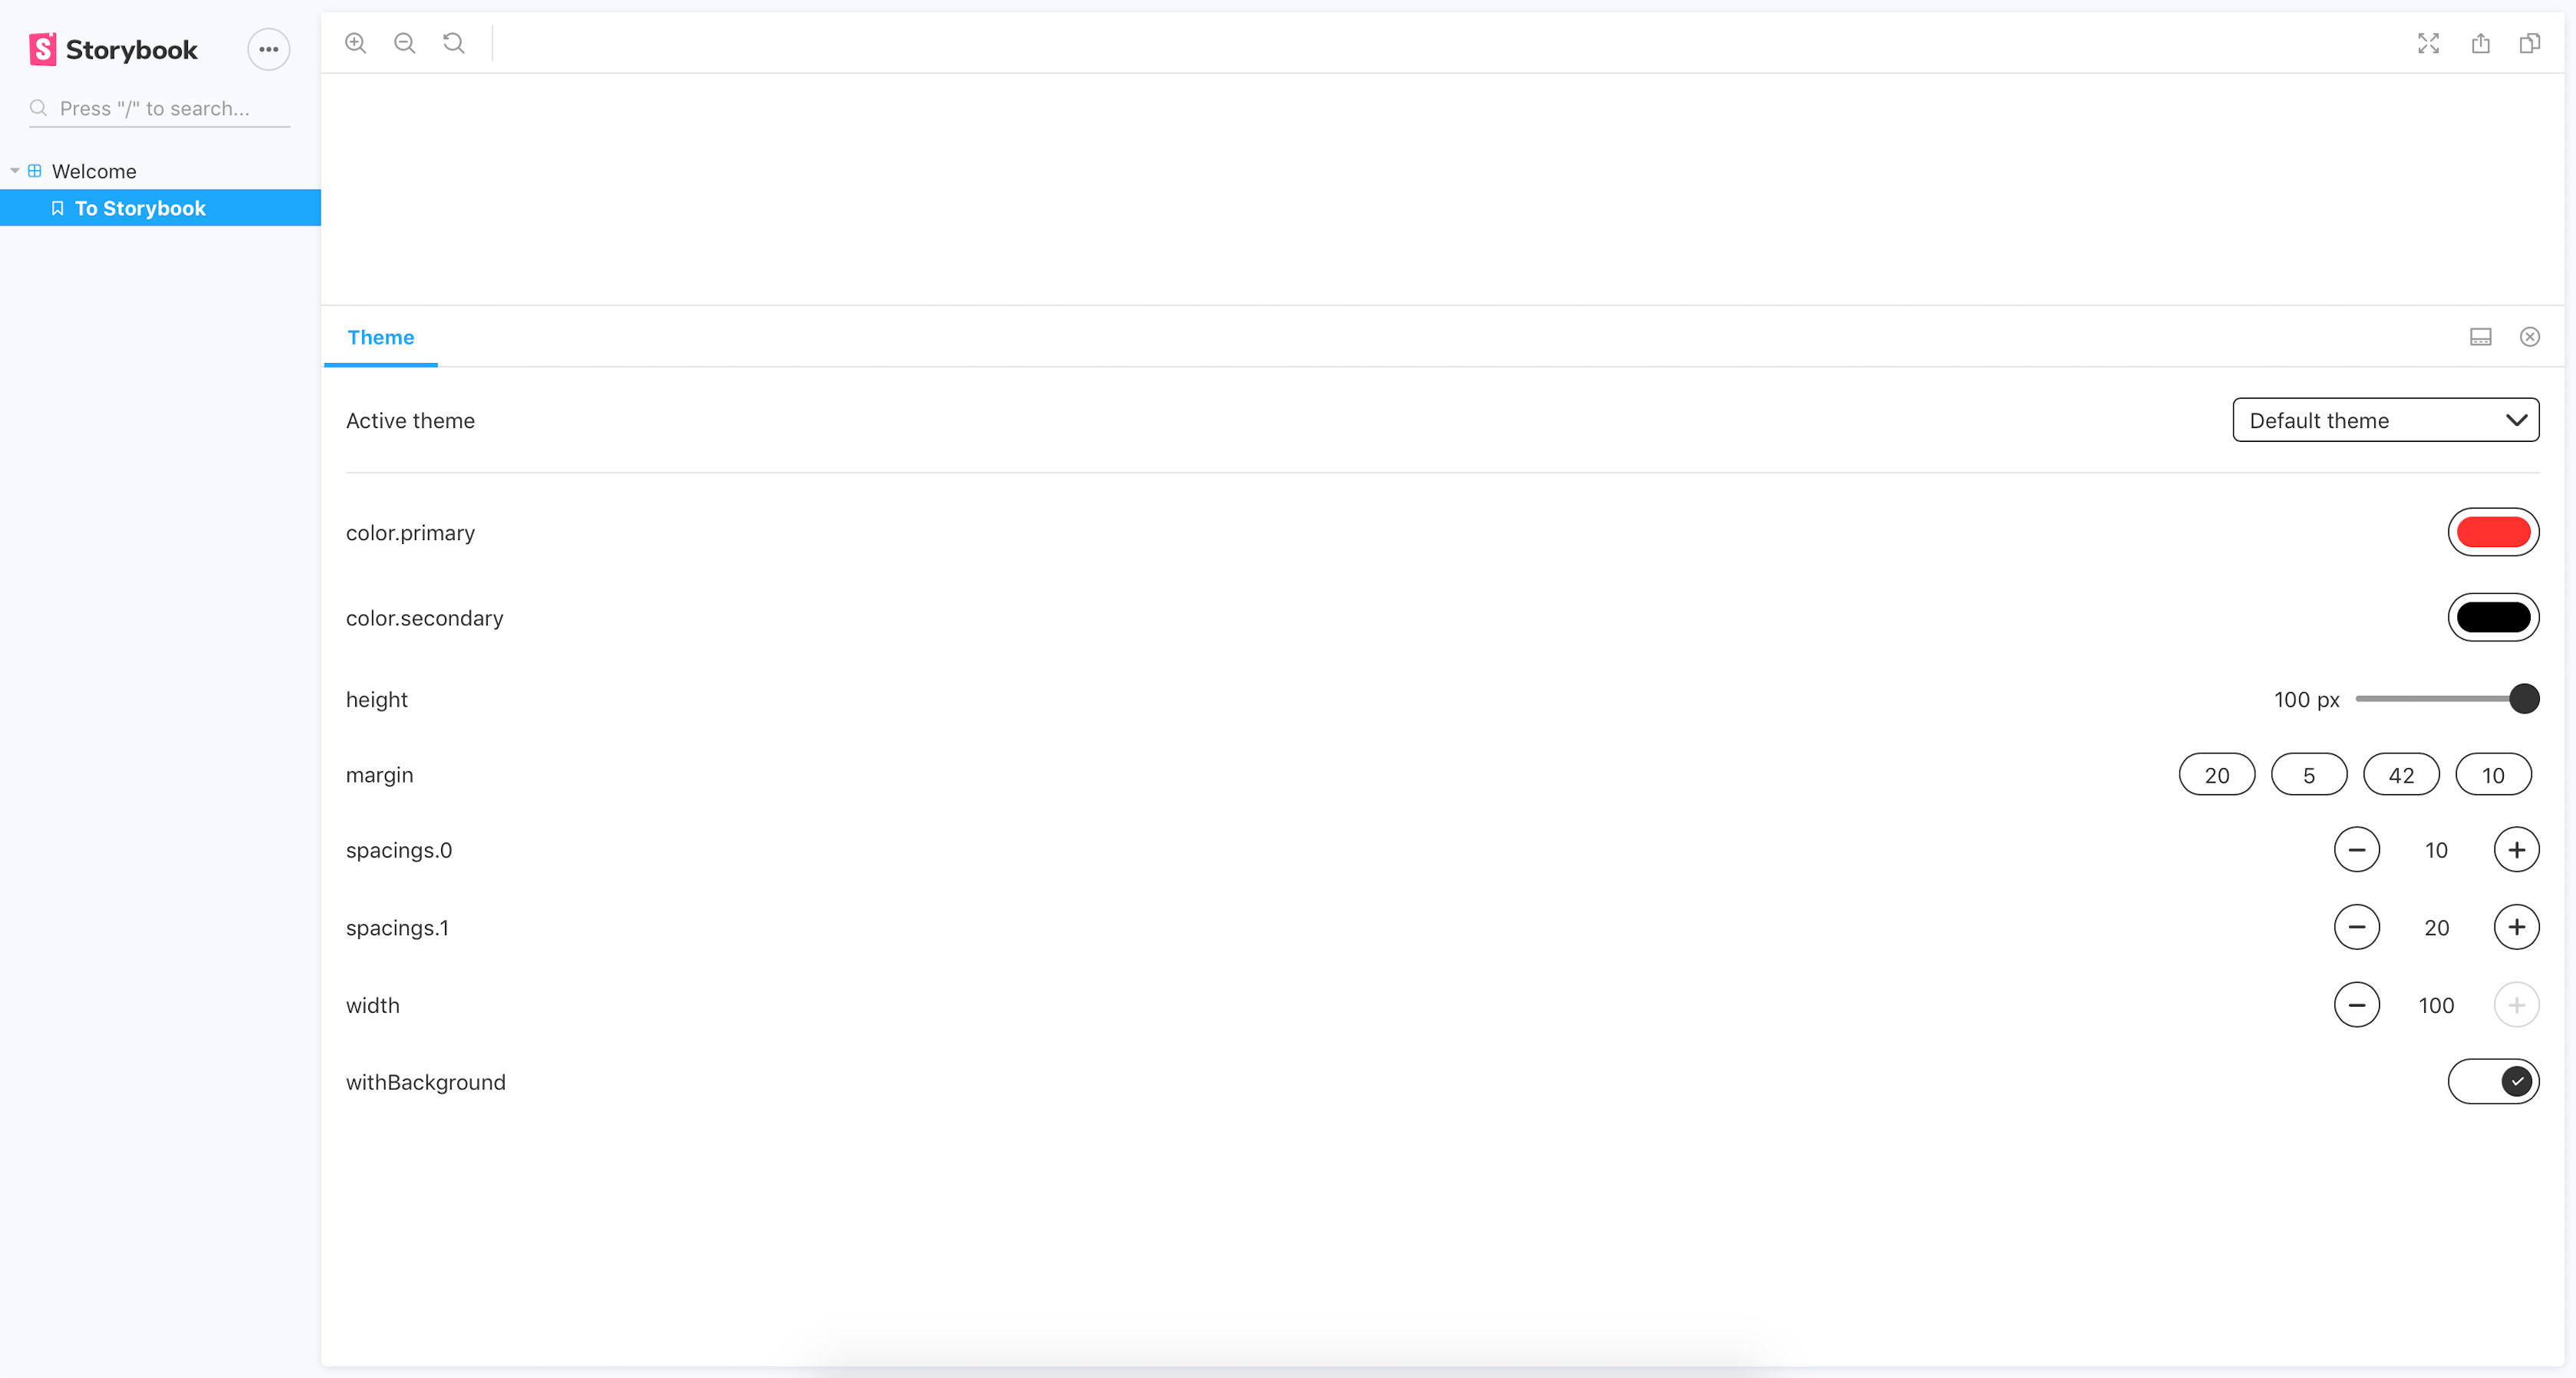 Storybook
Press "/" to search...
Welcome
To Storybook
Theme
Active theme
Default theme
color.primary
color.secondary
height
100 px
margin
20 5 42 10
spacings.0
10
spacings.1
20
width
100
withBackground